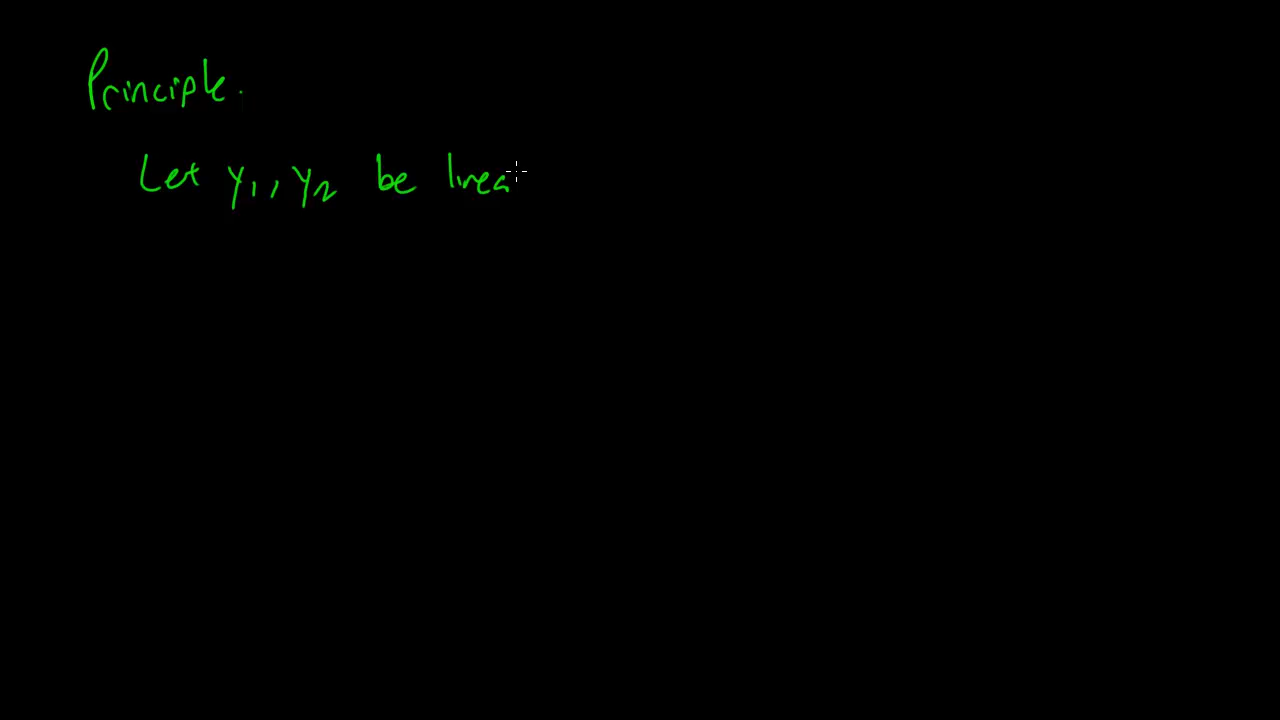 Principle.
Let y₁, y₂ be linea